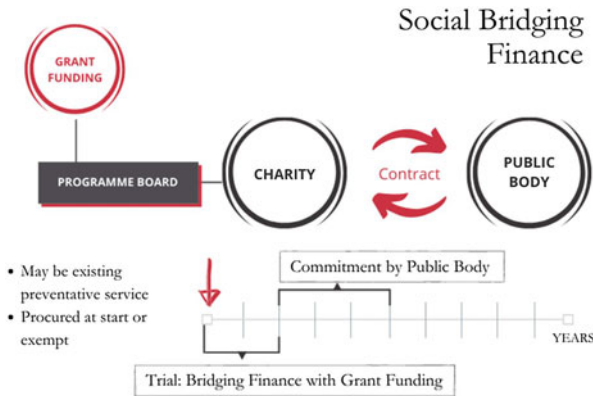 Social Bridging
Finance
GRANT
FUNDING
PROGRAMME BOARD
CHARITY
Contract
PUBLIC
BODY
• May be existing
preventative service
• Procured at start or
exempt
Commitment by Public Body
YEARS
Trial: Bridging Finance with Grant Funding